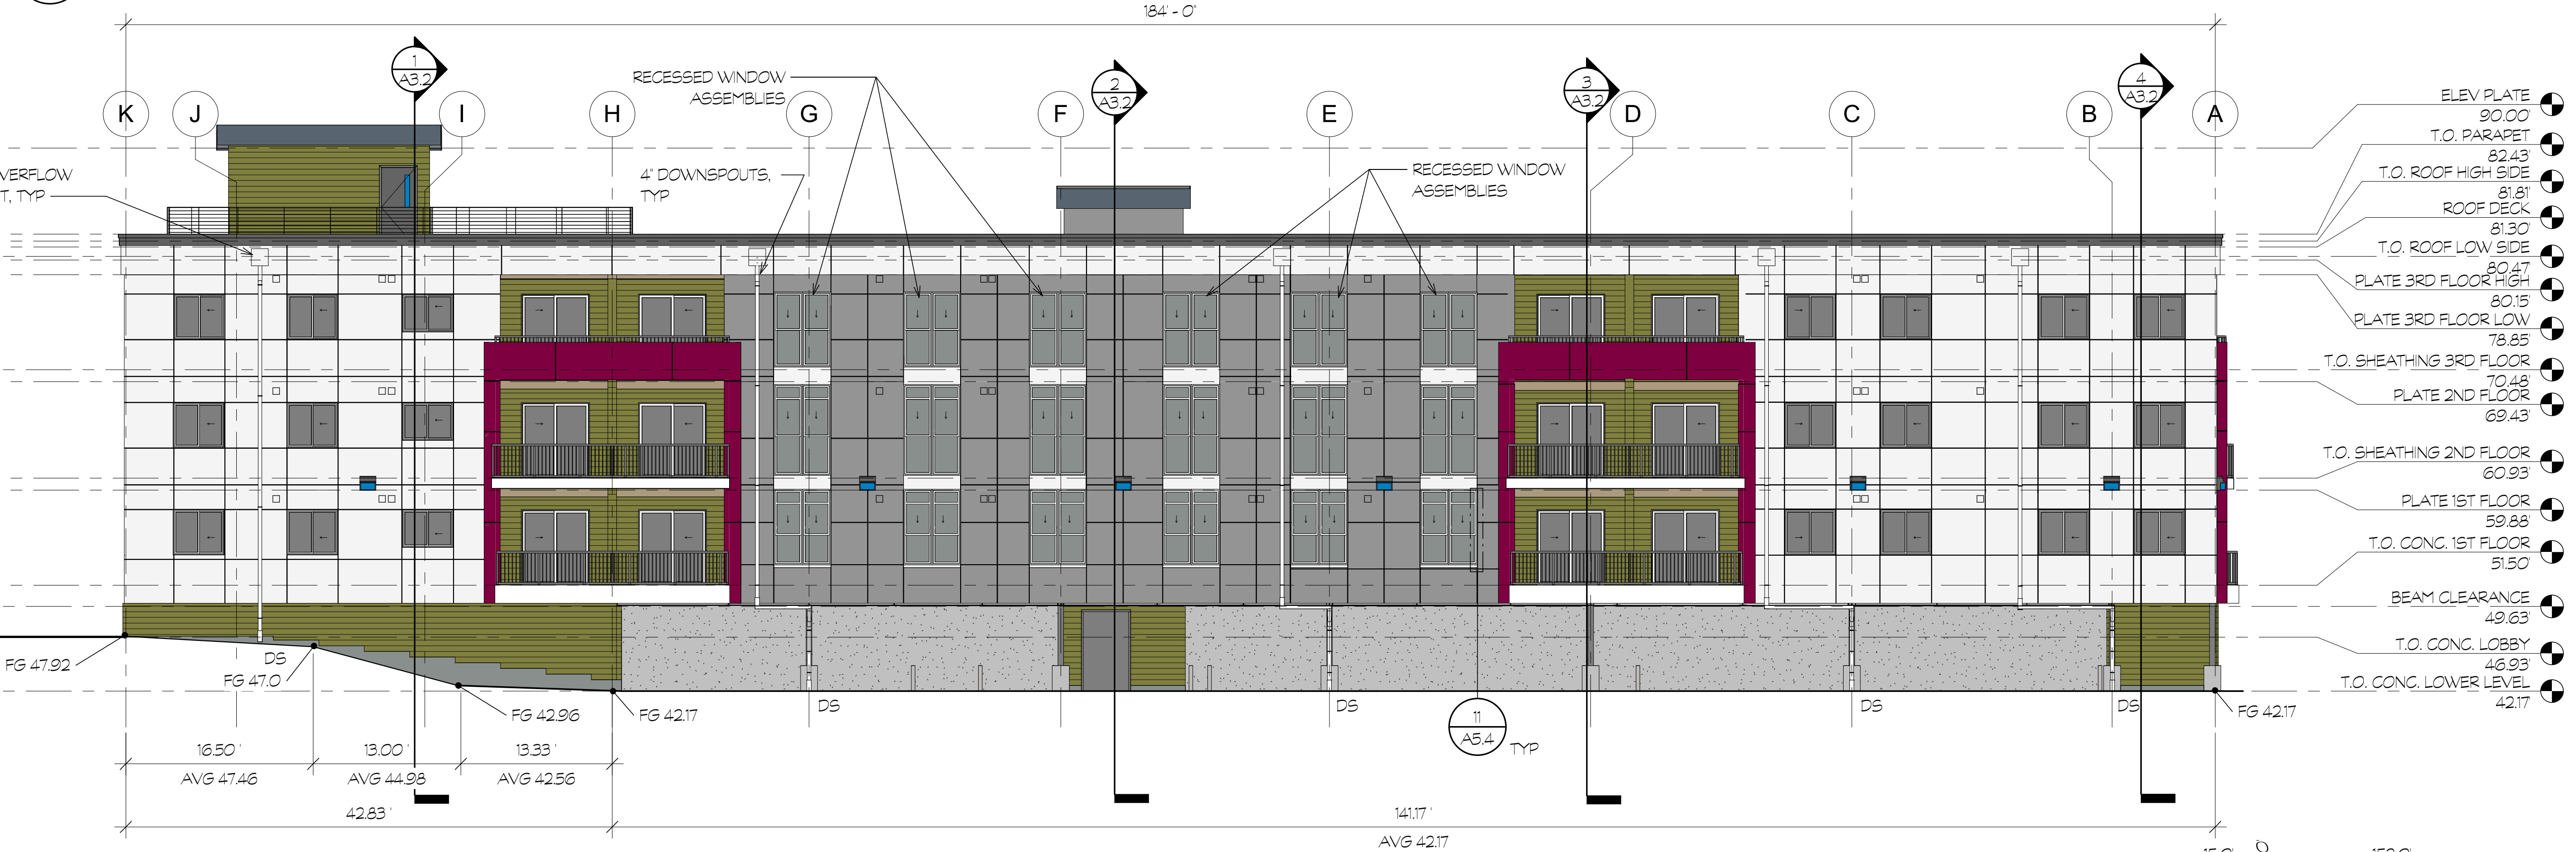 184' - 0"
1
A3.2
2
A3.2
3
A3.2
4
A3.2
K
J
I
H
G
F
E
D
C
B
A
RECESSED WINDOW
ASSEMBLIES
4" DOWNSPOUTS,
TYP
RECESSED WINDOW
ASSEMBLIES
VERFLOW
T, TYP
ELEV PLATE
90.00'
T.O. PARAPET
82.43'
T.O. ROOF HIGH SIDE
81.81'
ROOF DECK
81.30'
T.O. ROOF LOW SIDE
80.47'
PLATE 3RD FLOOR HIGH
80.15'
PLATE 3RD FLOOR LOW
78.85'
T.O. SHEATHING 3RD FLOOR
70.48'
PLATE 2ND FLOOR
69.43'
T.O. SHEATHING 2ND FLOOR
60.93'
PLATE 1ST FLOOR
59.88'
T.O. CONC. 1ST FLOOR
51.50'
BEAM CLEARANCE
49.63'
T.O. CONC. LOBBY
46.93'
T.O. CONC. LOWER LEVEL
42.17'
FG 47.92
DS
FG 47.0
FG 42.96
FG 42.17
DS
DS
11
A5.4
TYP
DS
DS
FG 42.17
16.50 '
13.00 '
13.33 '
AVG 47.46
AVG 44.98
AVG 42.56
42.83 '
141.17'
AVG 42.17